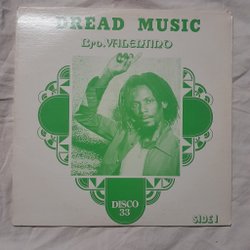 DREAD MUSIC
Bro. VALENTINO
DISCO
33
SIDE 1